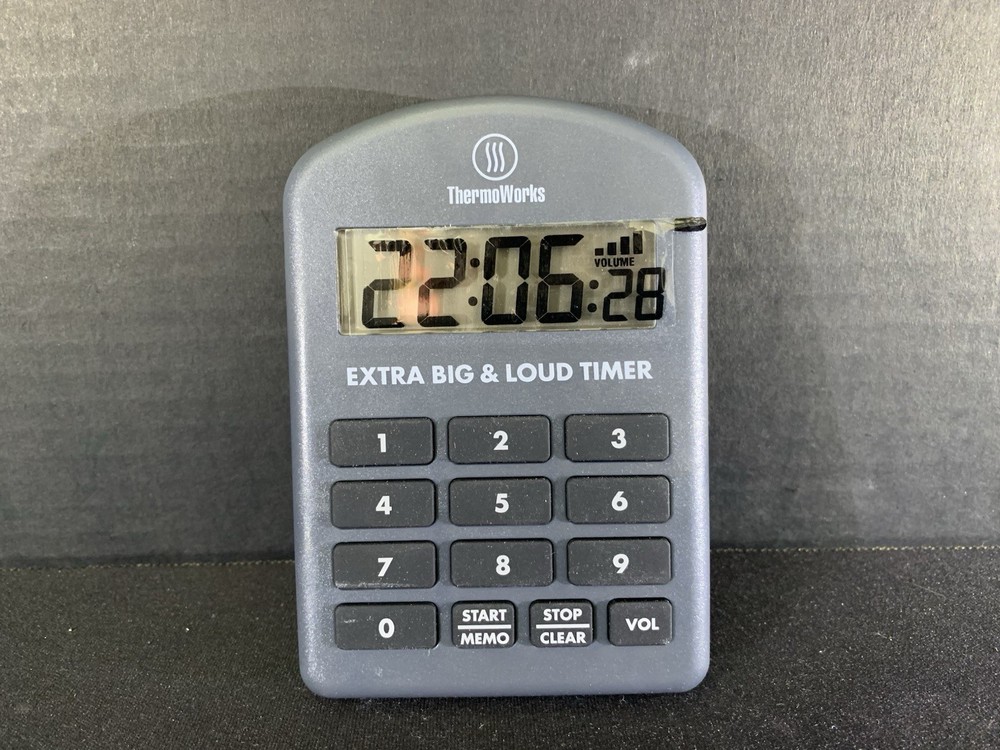 ThermoWorks
22:06:28
VOLUME
EXTRA BIG & LOUD TIMER
1 2 3
4 5 6
7 8 9
0 START MEMO STOP CLEAR VOL